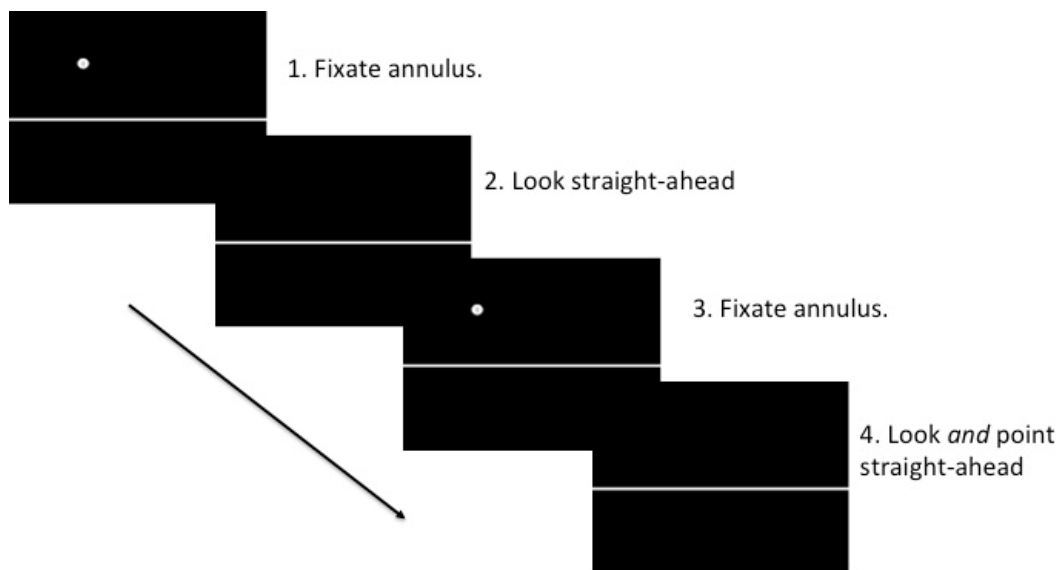 1. Fixate annulus.
2. Look straight-ahead
3. Fixate annulus.
4. Look and point
straight-ahead